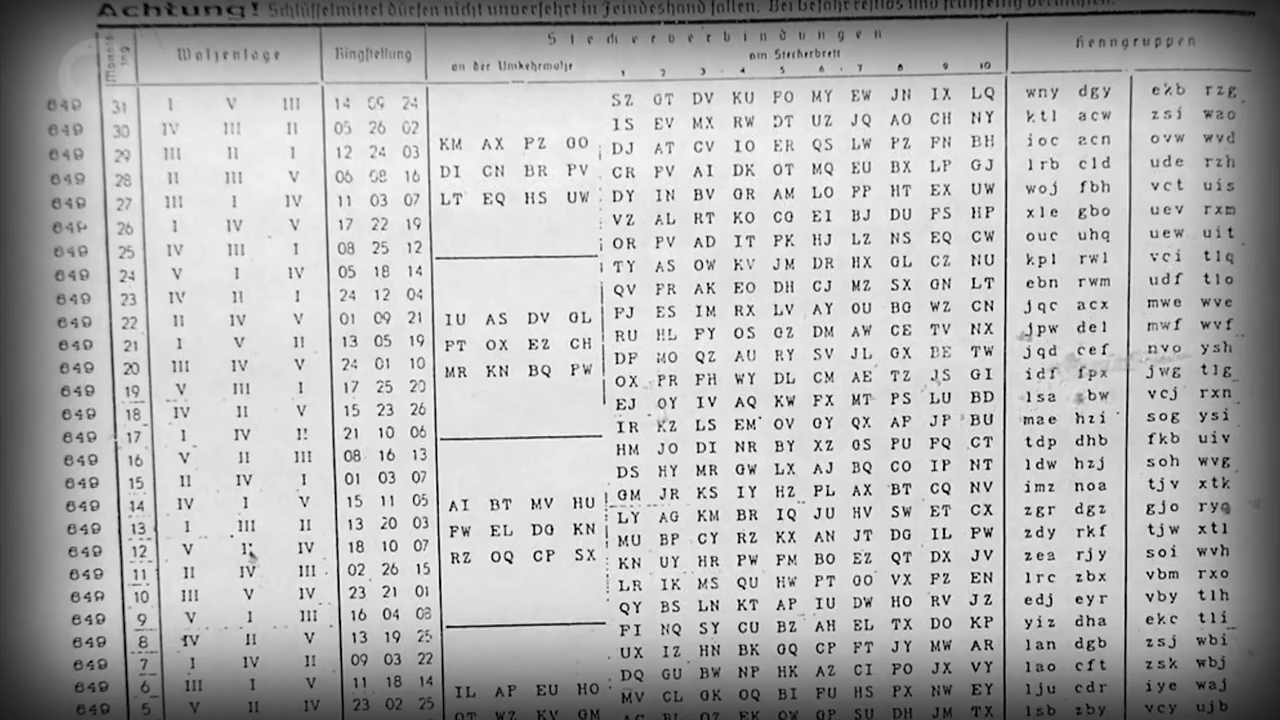 Achtung! Schlüsselmittel dürfen nicht unversehrt in Feindeshand fallen. Bei Gefahr restlos und frühzeitig vernichten.
Monatstag Walzenlage Ringstellung Steckerverbindungen Kenngruppen
an der Umkehrwalze am Steckerbrett
1 2 3 4 5 6 7 8 9 10
649 31 I V III 14 09 24 SZ GT DV KU FO MY EW JN IX LQ wny dgy ekb rzg
649 30 IV III II 05 26 02 IS EV MX RW DT UZ JQ AO CH NY ktl acw zsi wao
649 29 III II I 12 24 03 KM AX PZ GO DJ AT CV IO ER QS LW PZ FN BH ioc acn ovw wvd
649 28 II III V 06 08 16 DI CN BR PV CR FV AI DK OT MQ EU BX LP GJ lrb cld ude rzh
649 27 III I IV 11 03 07 LT EQ HS UW DY IN BV GR AM LO FP HT EX UW woj fbh vct uis
649 26 I IV V 17 22 19 VZ AL RT KO CG EI BJ DU FS HP xle gbo uev rxm
649 25 IV III I 08 25 12 OR PV AD IT FK HJ LZ NS EQ CW ouc uhq uew uit
649 24 V I IV 05 18 14 TY AS OW KV JM DR HX GL CZ NU kpl rwl vci tlq
649 23 IV II I 24 12 04 QV FR AK EO DH CJ MZ SX GN LT ebn rwm udf tlo
649 22 II IV V 01 09 21 IU AS DV GL FJ ES IM RX LV AY OU BG WZ CN jqc acx mwe wve
649 21 I V II 13 05 19 FT OX EZ CH RU HL FY OS GZ DM AW CE TV NX jpw del mwf wvf
649 20 III IV V 24 01 10 MR KN BQ PW DF MO QZ AU RY SV JL GX BE TW jqd cef nvo ysh
649 19 V III I 17 25 20 OX PR FH WY DL CM AE TZ JS GI idf fpx jwg tlg
649 18 IV II V 15 23 26 EJ OY IV AQ KW FX MT PS LU BD lsa gbw vcj rxn
649 17 I IV II 21 10 06 IR KZ LS EM OV GY QX AF JP BU mae hzi sog ysi
649 16 V II III 08 16 13 HM JO DI NR BY XZ GS PU FQ CT tdp dhb fkb uiv
649 15 II IV I 01 03 07 DS HY MR GW LX AJ BQ CO IP NT ldw hzj soh wvg
649 14 IV I V 15 11 05 AI BT MV HU GM JR KS IY HZ PL AX BT CQ NV imz noa tjv xtk
649 13 I III II 13 20 03 FW EL DG KN LY AG KM BR IQ JU HV SW ET CX zgr dgz gjo ryq
649 12 V II IV 18 10 07 RZ OQ CP SX MU BP CY RZ KX AN JT DG IL FW zdy rkf tjw xtl
649 11 II IV III 02 26 15 KN UY HR PW FM BO EZ QT DX JV zea rjy soi wvh
649 10 III V IV 23 21 01 LR IK MS QU HW PT GO VX FZ EN lrc zbx vbm rxo
649 9 V I III 16 04 08 QY BS LN KT AP IU DW HO RV JZ edj eyr vby tlh
649 8 IV II V 13 19 25 FI NQ SY CU BZ AH EL TX DO KP yiz dha ekc tli
649 7 I IV II 09 03 22 UX IZ HN BK GQ CP FT JY MW AR lan dgb zsj wbi
649 6 III I V 11 18 14 IL AP EU HO DQ GU BW NP HK AZ CI FO JX VY lao cft zsk wbj
649 5 V II IV 23 02 25 QT WZ KV GM MV CL GK OQ BI FU HS PX NW EY lju cdr iye waj
lsb zby vcy ujb